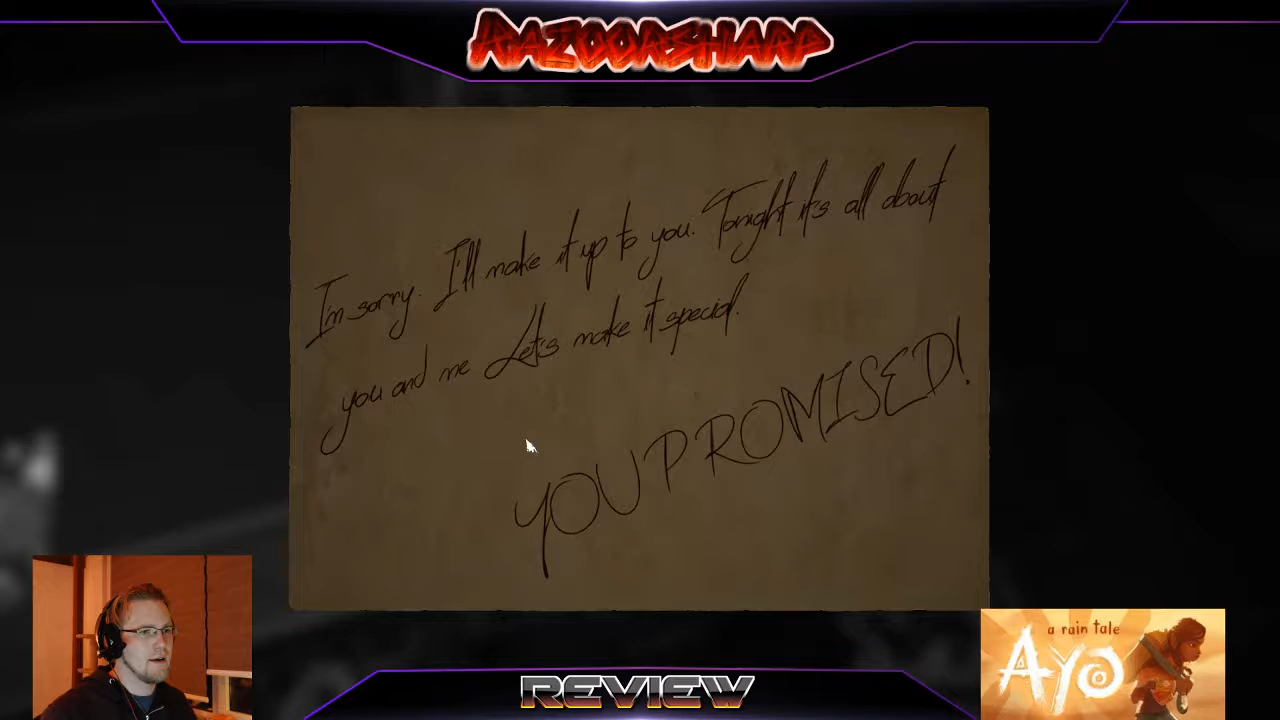 RAZOORSHARP
I'm sorry. I'll make it up to you. Tonight it's all about
you and me Let's make it special.
YOU PROMISED!
a rain tale
AYO
REVIEW